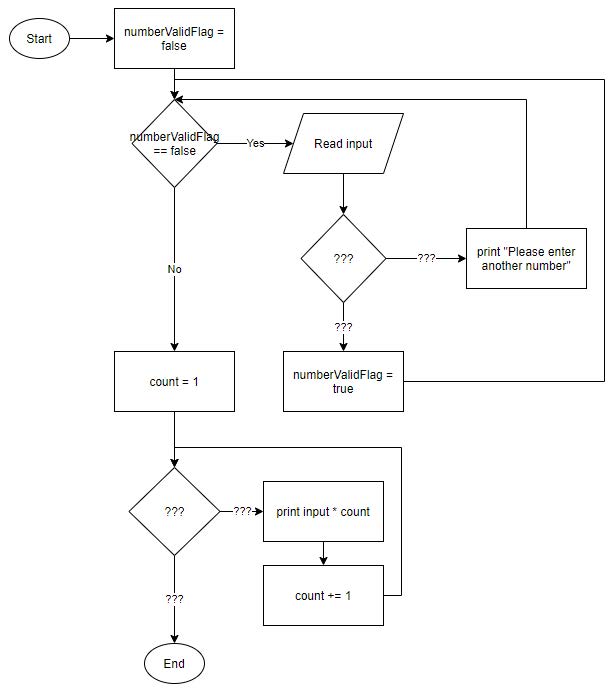 Start
numberValidFlag =
false
numberValidFlag
== false
Yes
Read input
???
???
print "Please enter
another number"
No
???
count = 1
numberValidFlag =
true
???
???
print input * count
count += 1
???
End